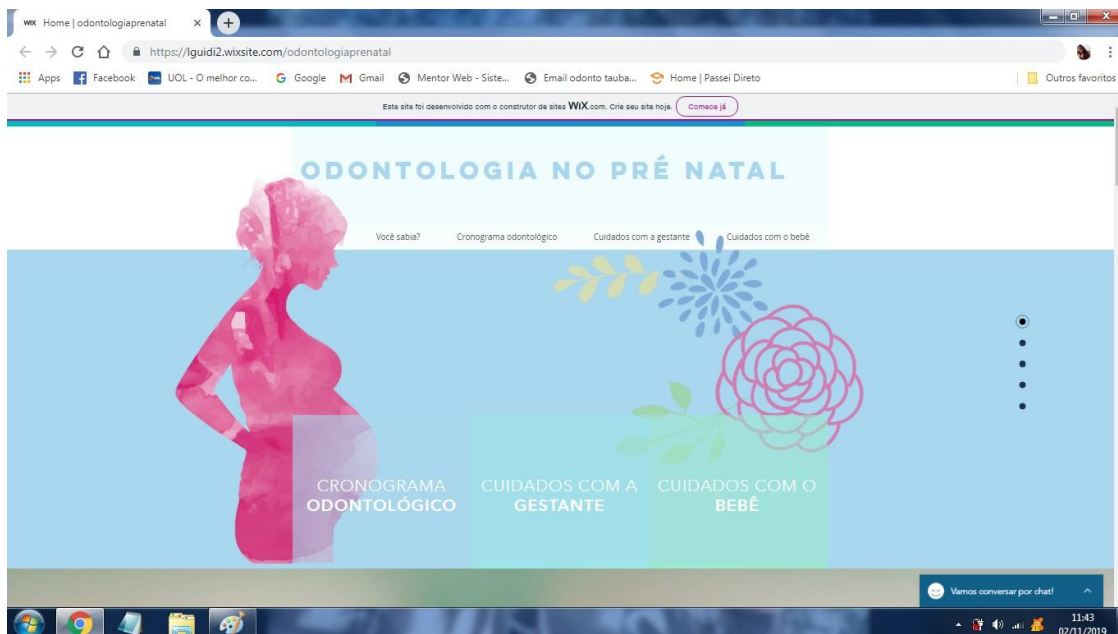 WiX Home | odontologiaprenatal
https://lguidi2.wixsite.com/odontologiaprenatal
Apps Facebook UOL - O melhor co... Google Gmail Mentor Web - Siste... Email odonto tauba... Home | Passei Direto Outros favoritos
Este site foi desenvolvido com o construtor de sites WiX.com. Crie seu site hoje. Comece já
ODONTOLOGIA NO PRÉ NATAL
Você sabia? Cronograma odontológico Cuidados com a gestante Cuidados com o bebê
CRONOGRAMA
ODONTOLÓGICO
CUIDADOS COM A
GESTANTE
CUIDADOS COM O
BEBÊ
Vamos conversar por chat!
11:43
02/11/2019